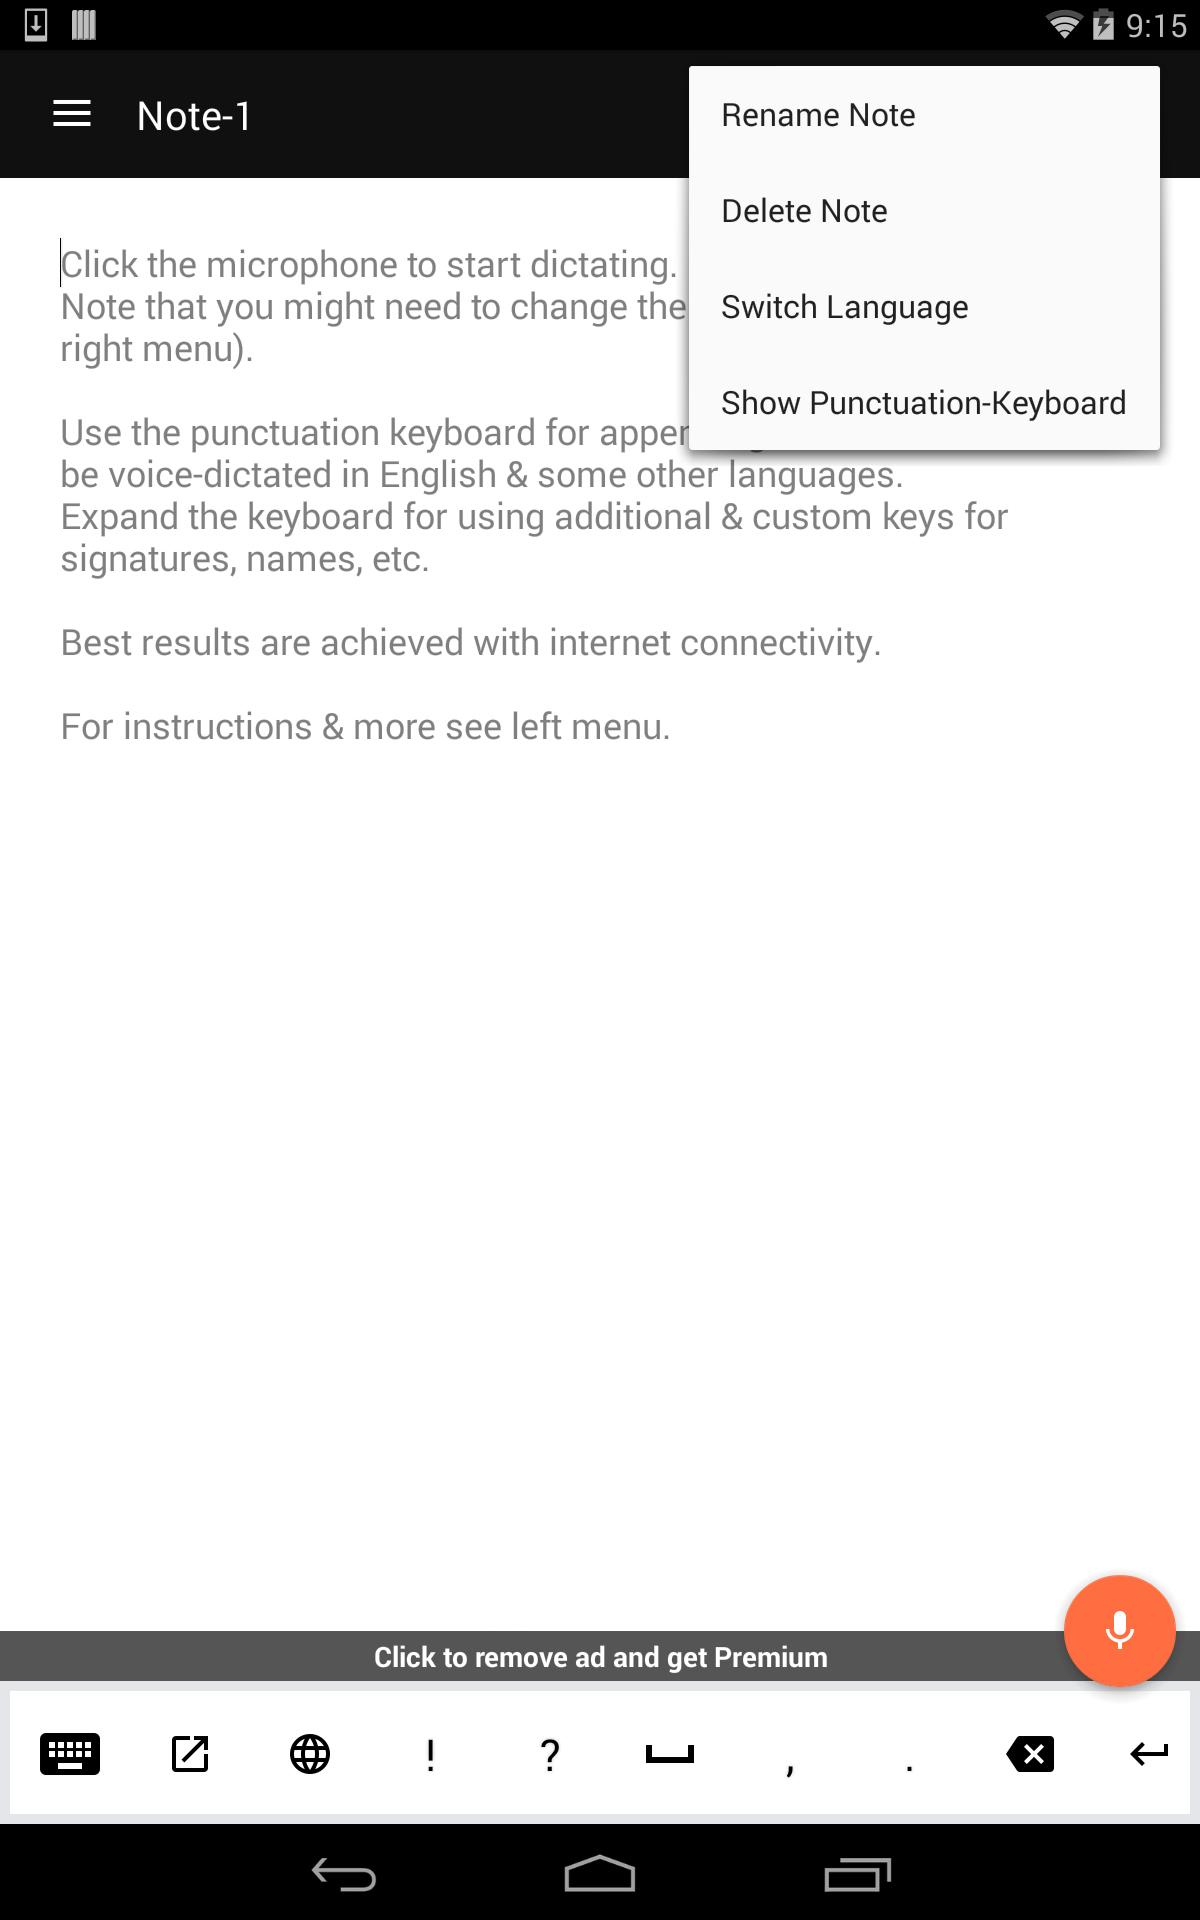 9:15
Note-1
Rename Note
Delete Note
Switch Language
Show Punctuation-Keyboard
Click the microphone to start dictating.
Note that you might need to change the
right menu).
Use the punctuation keyboard for
be voice-dictated in English & some other languages.
Expand the keyboard for using additional & custom keys for
signatures, names, etc.
Best results are achieved with internet connectivity.
For instructions & more see left menu.
Click to remove ad and get Premium
! ? , .